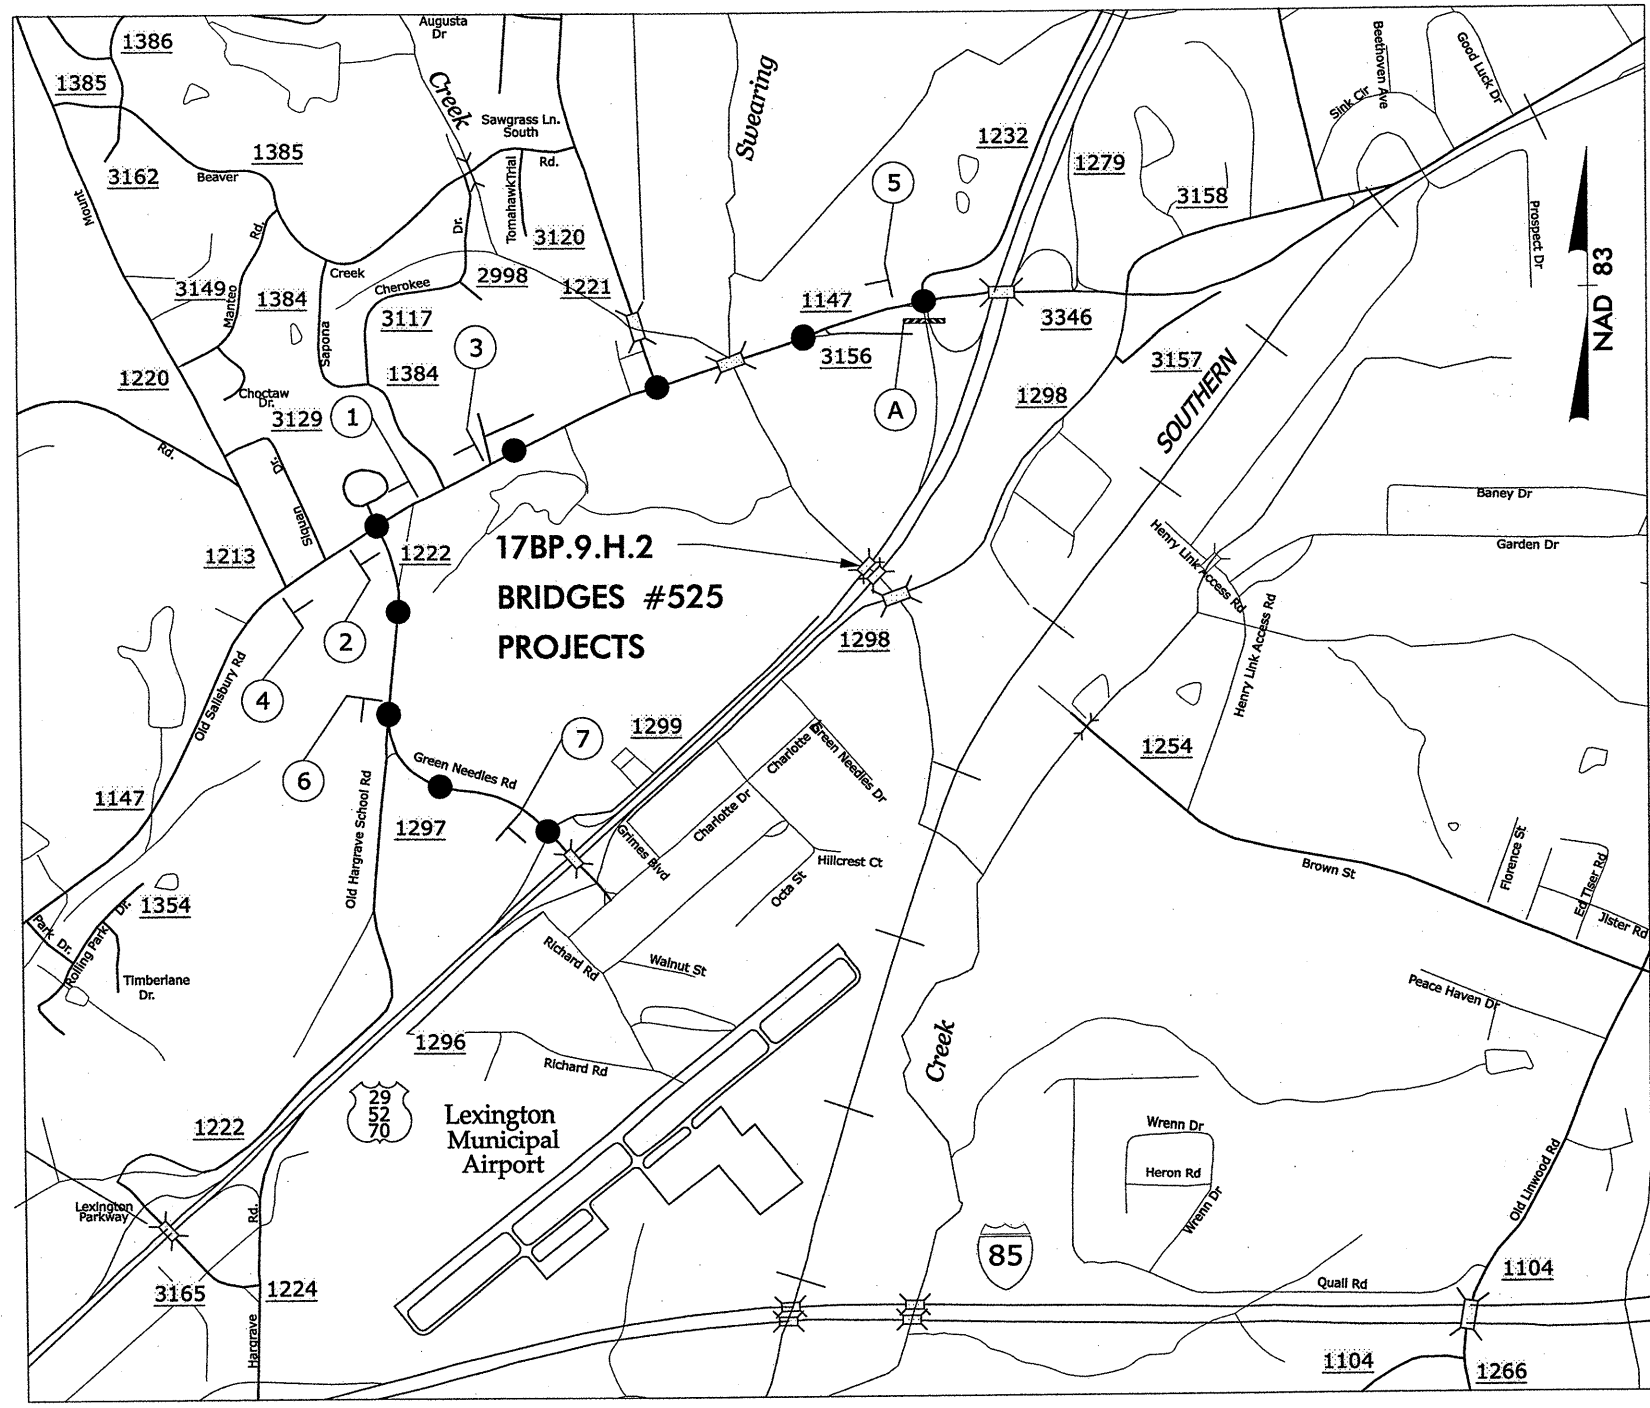 1386
Augusta
Dr
1385
Creek
Swearing
Beethoven Ave
Good Luck Dr
Sink Cir
Sawgrass Ln.
South
1232
1279
1385
3162
Beaver
Rd.
Tomahawk Trial
Mount
5
3158
Rd.
Dr.
3120
Prospect Dr
NAD 83
Creek
2998
1221
3149
Manteo
1384
Cherokee
3117
1147
3346
Sapona
3
3156
3157
1220
1384
SOUTHERN
Choctaw
Dr.
3129
1
A
1298
Rd.
Dr.
Siquan
Baney Dr
1213
1222
17BP.9.H.2
BRIDGES #525
PROJECTS
Henry Link Access Rd
Garden Dr
2
1298
Henry Link Access Rd
4
Old Salisbury Rd
1299
7
1254
6
Green Needles Rd
Charlotte D
Green Needles Dr
1147
Old Hargrave School Rd
1297
Charlotte Dr
Grimes Blvd
Hillcrest Ct
Octa St
Brown St
Florence St
Ed Tiser Rd
Jister Rd
1354
Park Dr.
Dr.
Rolling Park
Timberlane
Dr.
Richard Rd
Walnut St
Peace Haven Dr
1296
Richard Rd
Creek
29
52
70
Lexington
Municipal
Airport
1222
Wrenn Dr
Heron Rd
Wrenn Dr
Old Linwood Rd
Lexington
Parkway
Rd.
85
3165
1224
Quail Rd
1104
Hargrave
1104
1266